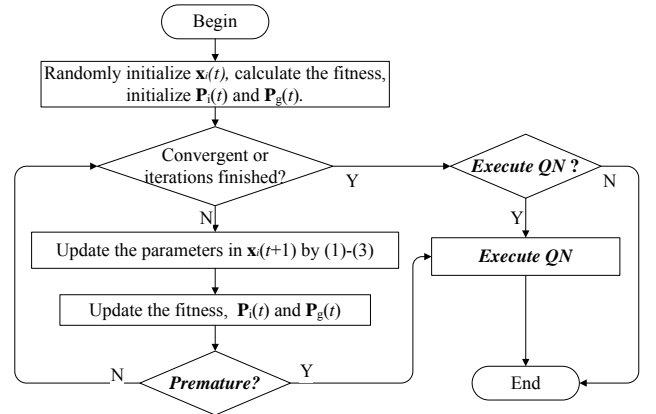 Begin
Randomly initialize xi(t), calculate the fitness,
initialize Pi(t) and Pg(t).
Convergent or
iterations finished?
Y
Execute QN ?
N
N
Y
Update the parameters in xi(t+1) by (1)-(3)
Execute QN
Update the fitness, Pi(t) and Pg(t)
N
Premature?
Y
End